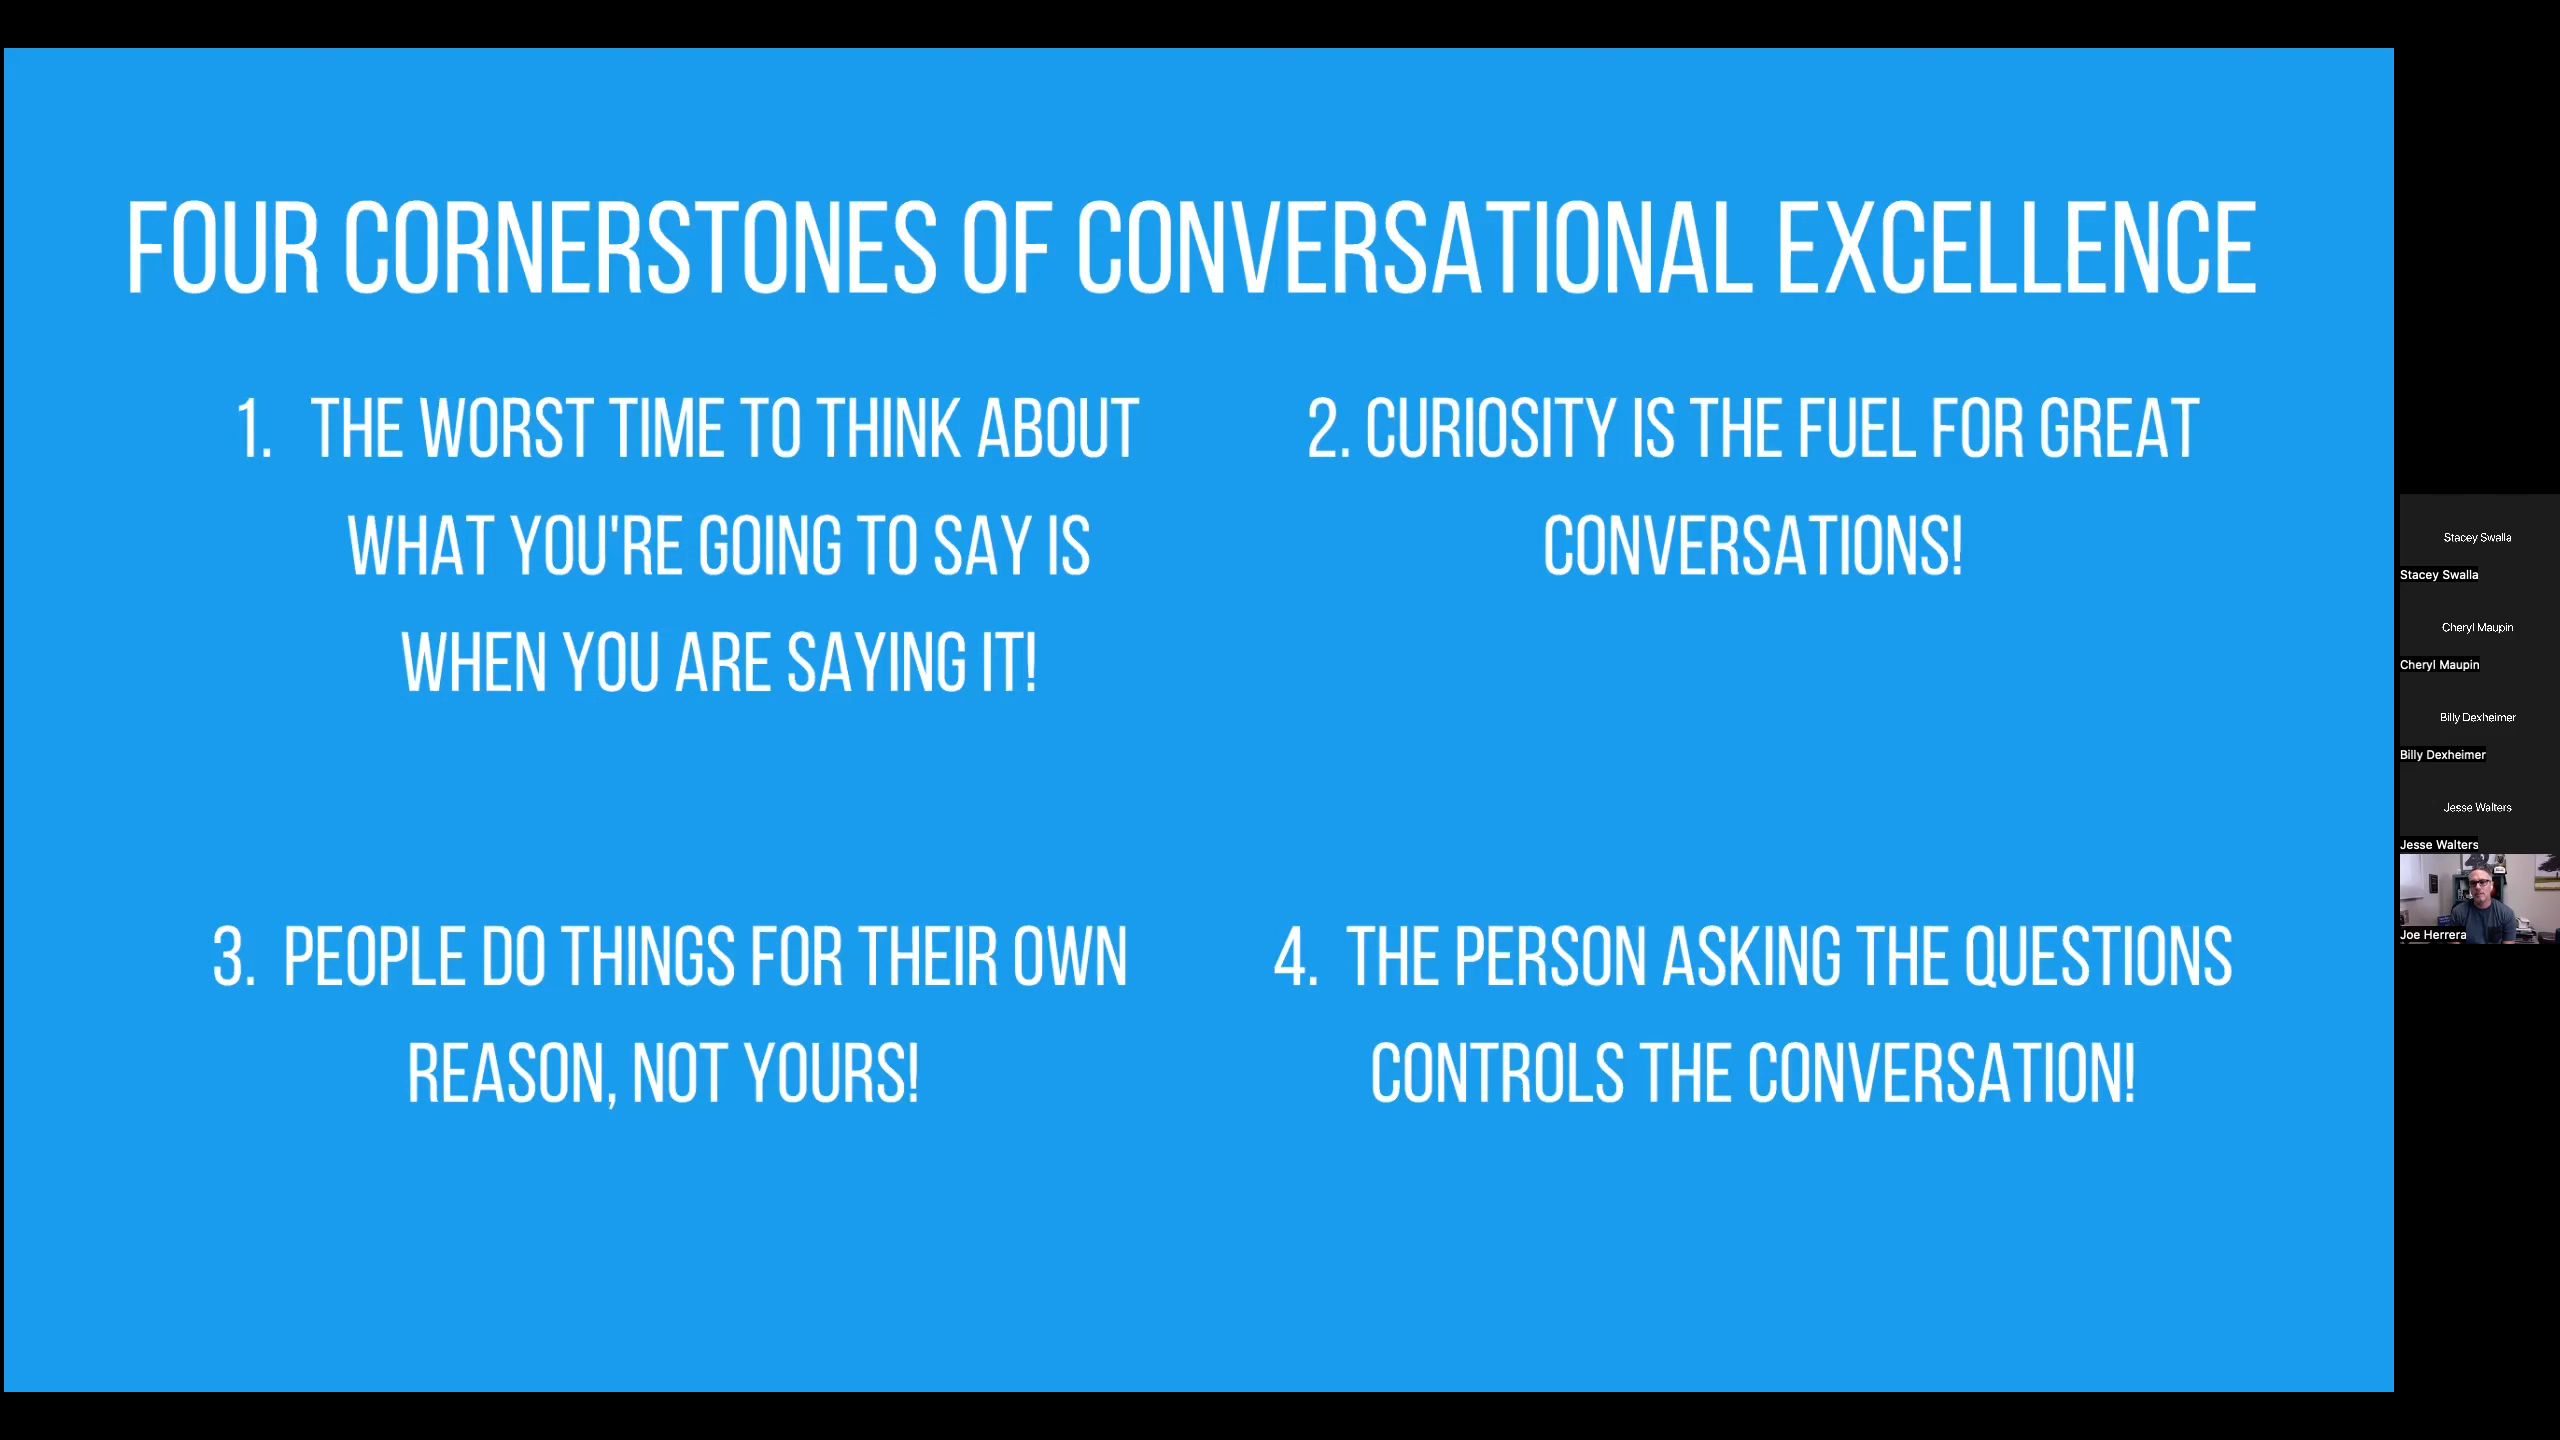 FOUR CORNERSTONES OF CONVERSATIONAL EXCELLENCE
1. THE WORST TIME TO THINK ABOUT
WHAT YOU'RE GOING TO SAY IS
WHEN YOU ARE SAYING IT!
2. CURIOSITY IS THE FUEL FOR GREAT
CONVERSATIONS!
3. PEOPLE DO THINGS FOR THEIR OWN
REASON, NOT YOURS!
4. THE PERSON ASKING THE QUESTIONS
CONTROLS THE CONVERSATION!
Stacey Swalla
Stacey Swalla
Cheryl Maupin
Cheryl Maupin
Billy Dexheimer
Billy Dexheimer
Jesse Walters
Jesse Walters
Joe Herrera